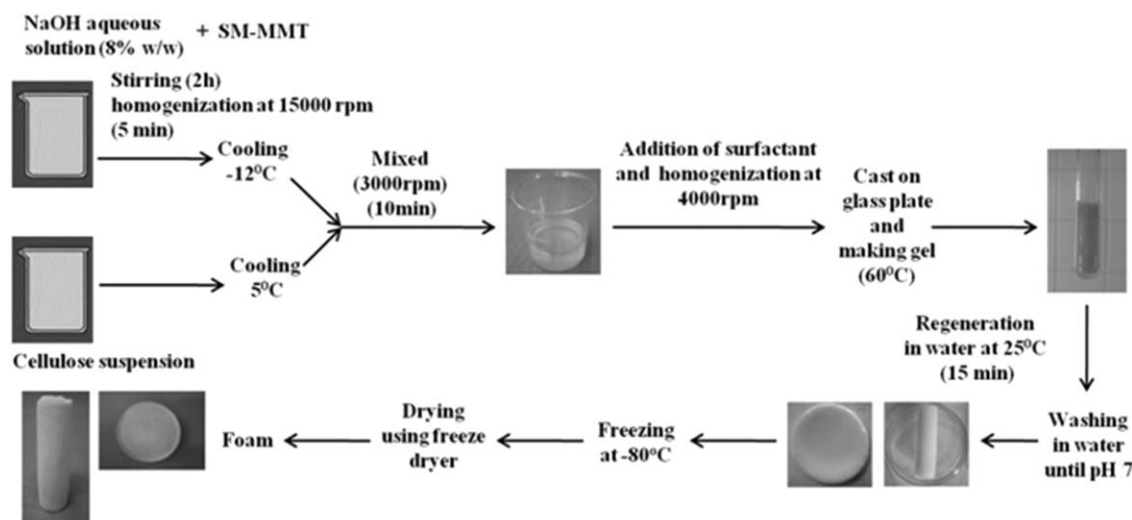 NaOH aqueous
solution (8% w/w)
+ SM-MMT
Stirring (2h)
homogenization at 15000 rpm
(5 min)
Cooling
-12⁰C
Cooling
5⁰C
Cellulose suspension
Mixed
(3000rpm)
(10min)
Addition of surfactant
and homogenization at
4000rpm
Cast on
glass plate
and
making gel
(60⁰C)
Regeneration
in water at 25⁰C
(15 min)
Washing
in water
until pH 7
Freezing
at -80°C
Drying
using freeze
dryer
Foam